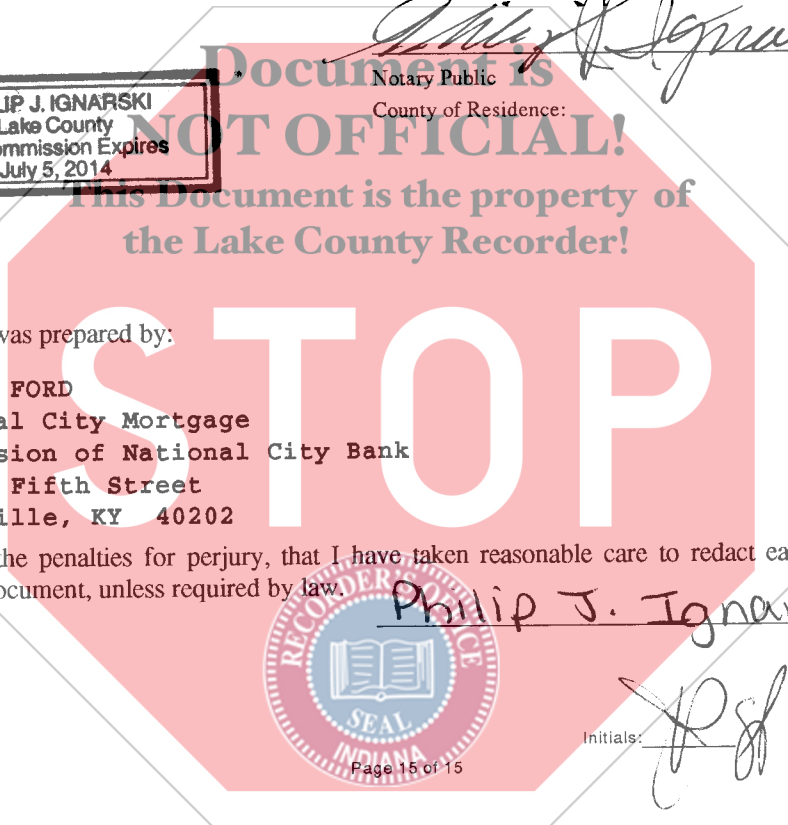 Document is
Notary Public
LIP J. IGNARSKI
Lake County
County of Residence:
NOT OFFICIAL!
ommission Expires
July 5, 2014
This Document is the property of
the Lake County Recorder!
STOP
was prepared by:
FORD
al City Mortgage
sion of National City Bank
Fifth Street
ille, KY 40202
the penalties for perjury, that I have taken reasonable care to redact ea
ocument, unless required by law.
Philip J. Ignar
RECORDER'S OFFICE
SEAL
INDIANA
Initials:
Page 15 of 15